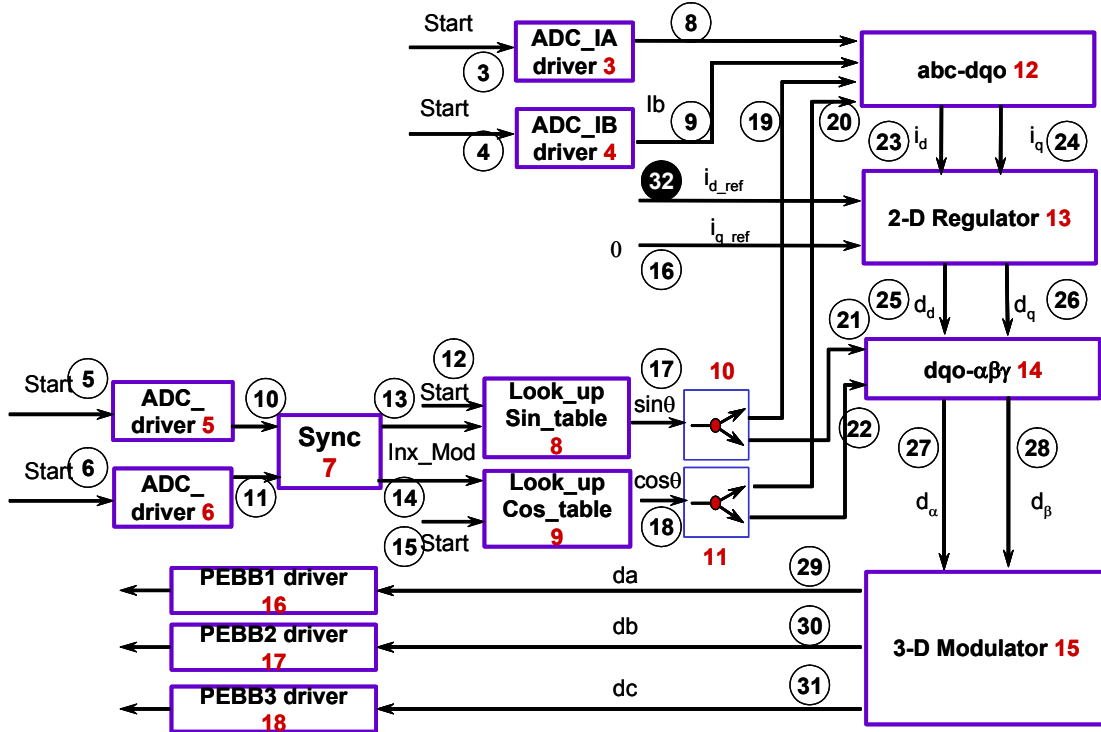 Start
3
ADC_IA
driver 3
8
abc-dqo 12
Start
4
ADC_IB
driver 4
Ib
9
19
20
23
id
iq
24
32
id_ref
2-D Regulator 13
0
iq_ref
16
25
dd
dq
26
21
dqo-αβγ 14
22
Start
5
ADC_
driver 5
10
Start
6
ADC_
driver 6
11
Sync
7
13
Inx_Mod
14
12
Start
Look_up
Sin_table
8
17
sinθ
10
15
Start
Look_up
Cos_table
9
cosθ
18
11
27
28
dα
dβ
PEBB1 driver
16
da
29
PEBB2 driver
17
db
30
3-D Modulator 15
PEBB3 driver
18
dc
31